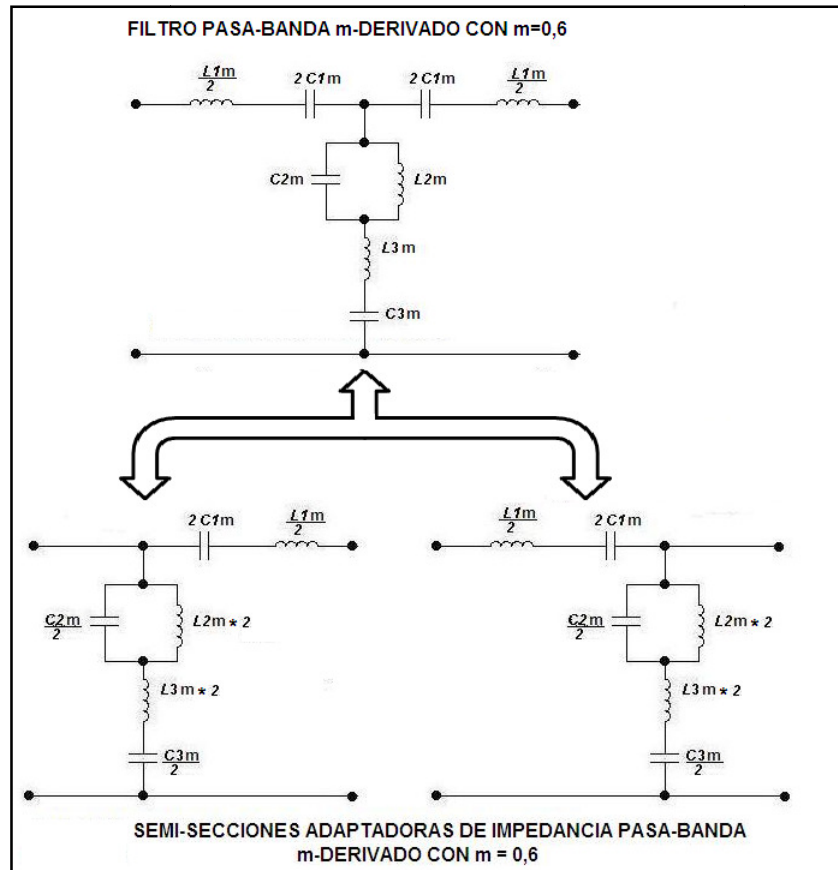 FILTRO PASA-BANDA m-DERIVADO CON m=0,6
L1m
2
2 C1m
2 C1m
L1m
2
C2m
L2m
L3m
C3m
2 C1m
L1m
2
L1m
2
2 C1m
C2m
2
L2m * 2
C2m
2
L2m * 2
L3m * 2
L3m * 2
C3m
2
C3m
2
SEMI-SECCIONES ADAPTADORAS DE IMPEDANCIA PASA-BANDA
m-DERIVADO CON m = 0,6